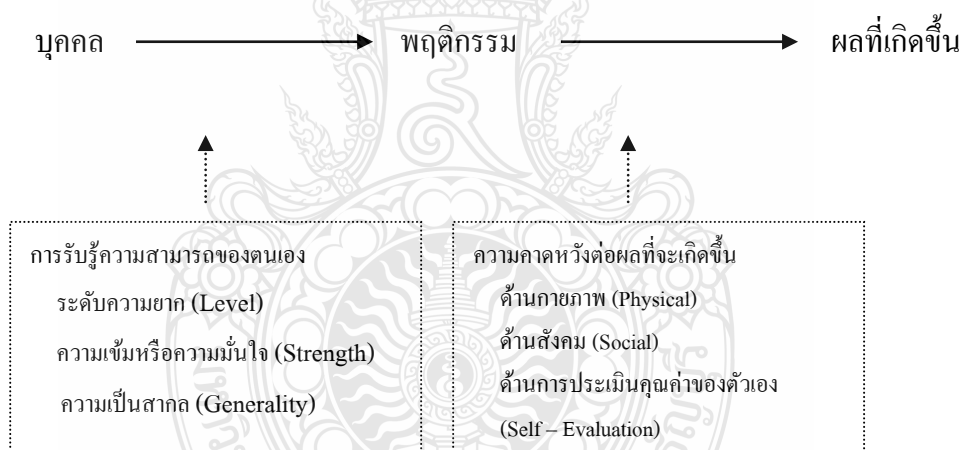 บุคคล พฤติกรรม ผลที่เกิดขึ้น
การรับรู้ความสามารถของตนเอง
ระดับความยาก (Level)
ความเข้มหรือความมั่นใจ (Strength)
ความเป็นสากล (Generality)
ความคาดหวังต่อผลที่จะเกิดขึ้น
ด้านกายภาพ (Physical)
ด้านสังคม (Social)
ด้านการประเมินคุณค่าของตัวเอง
(Self – Evaluation)